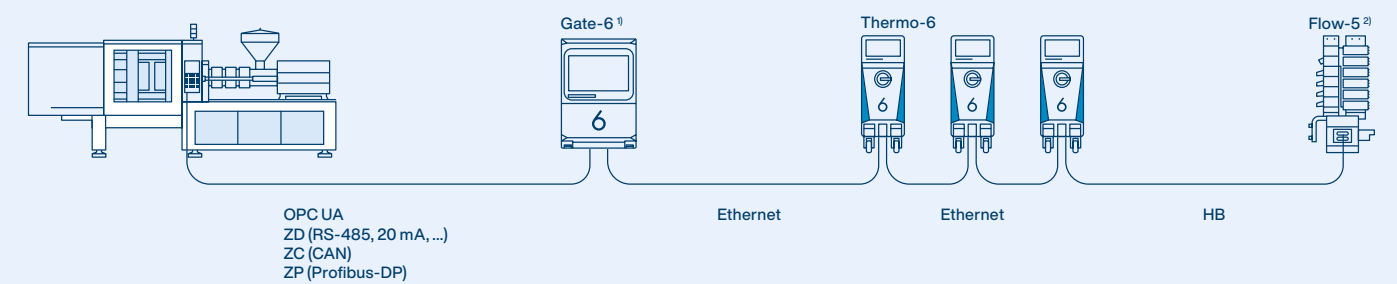 Gate-6 1)
Thermo-6
Flow-5 2)
6
6
6
6
OPC UA
Ethernet
Ethernet
HB
ZD (RS-485, 20 mA, ...)
ZC (CAN)
ZP (Profibus-DP)